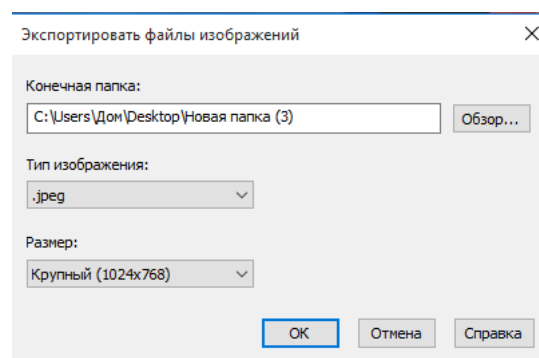 Экспортировать файлы изображений
Конечная папка:
C:\Users\Дом\Desktop\Новая папка (3)
Обзор...
Тип изображения:
.jpeg
Размер:
Крупный (1024x768)
OK Отмена Справка